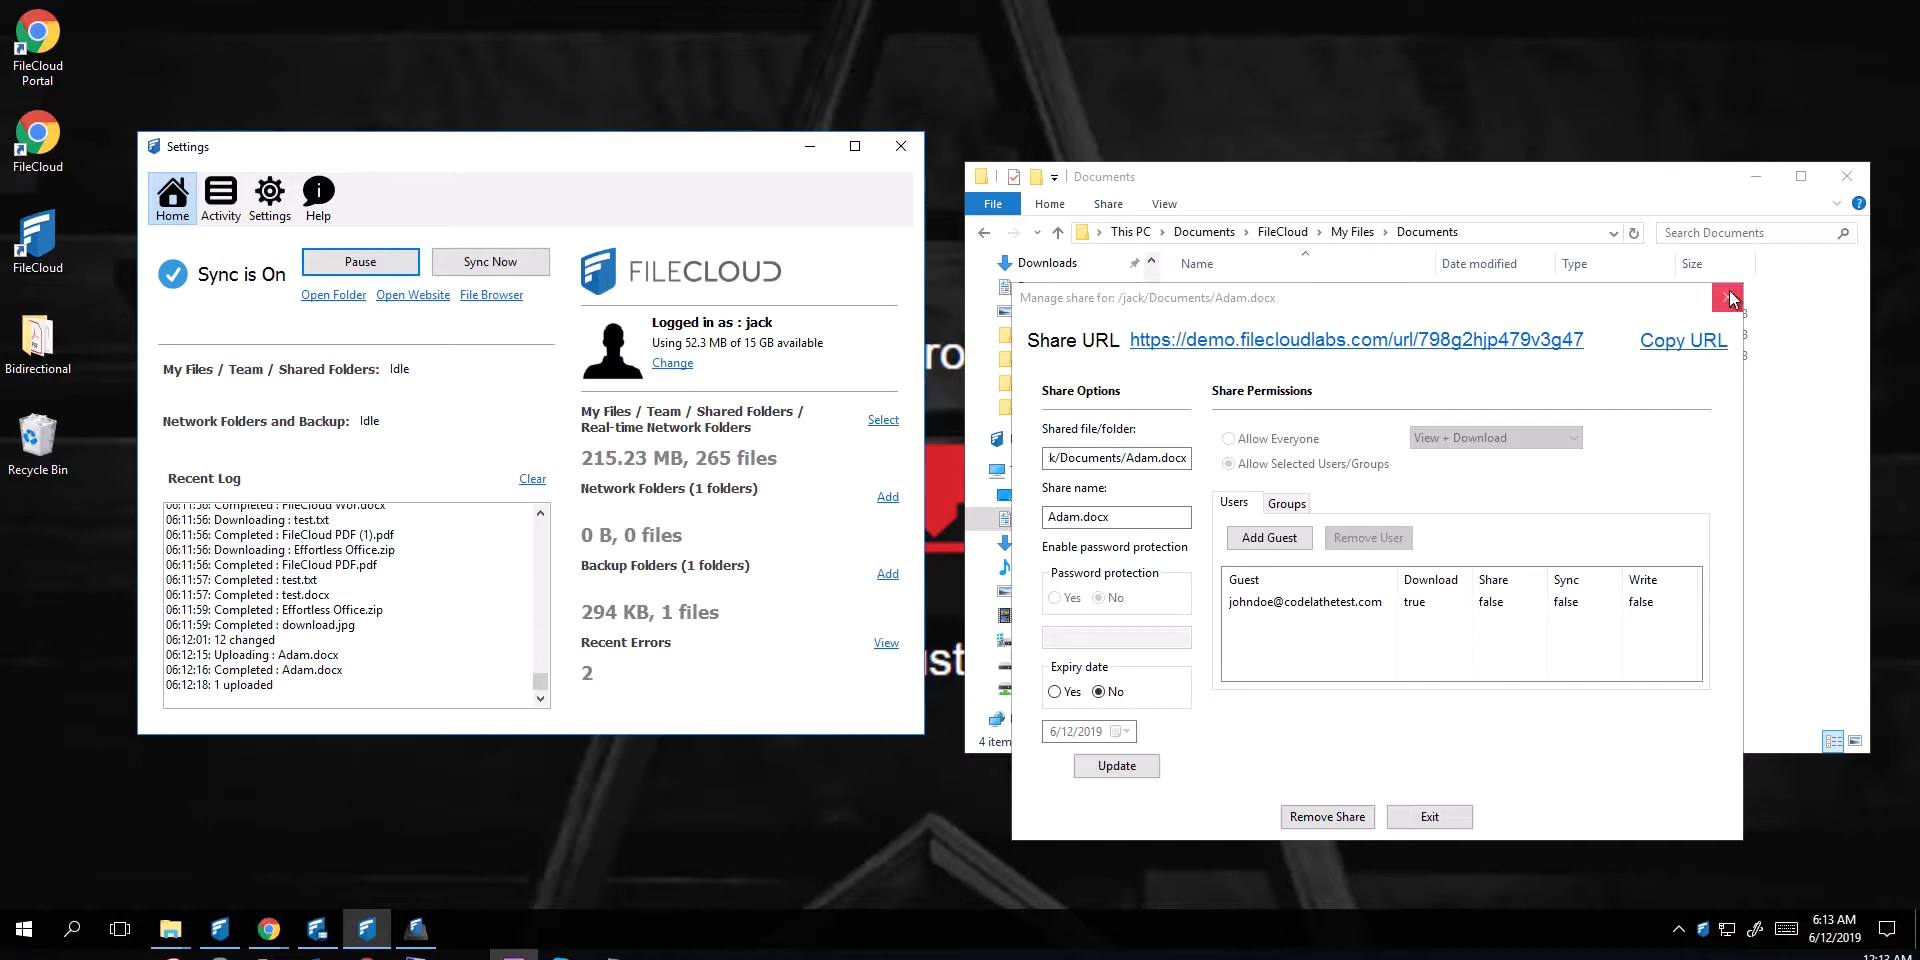 FileCloud
Portal
FileCloud
FileCloud
Bidirectional
Recycle Bin
Settings
Home
Activity
Settings
Help
Sync is On
Pause
Sync Now
Open Folder
Open Website
File Browser
My Files / Team / Shared Folders: Idle
Network Folders and Backup: Idle
Recent Log
Clear
06:11:56: Completed : FileCloud Wor.docx
06:11:56: Downloading : test.txt
06:11:56: Completed : FileCloud PDF (1).pdf
06:11:56: Downloading : Effortless Office.zip
06:11:56: Completed : FileCloud PDF.pdf
06:11:57: Completed : test.txt
06:11:57: Completed : test.docx
06:11:59: Completed : Effortless Office.zip
06:11:59: Completed : download.jpg
06:12:01: 12 changed
06:12:15: Uploading : Adam.docx
06:12:16: Completed : Adam.docx
06:12:18: 1 uploaded
FILECLOUD
Logged in as : jack
Using 52.3 MB of 15 GB available
Change
My Files / Team / Shared Folders /
Real-time Network Folders
Select
215.23 MB, 265 files
Network Folders (1 folders)
Add
0 B, 0 files
Backup Folders (1 folders)
Add
294 KB, 1 files
Recent Errors
View
2
Documents
File
Home
Share
View
This PC > Documents > FileCloud > My Files > Documents
Search Documents
Downloads
Name
Date modified
Type
Size
Manage share for: /jack/Documents/Adam.docx
Share URL
https://demo.filecloudlabs.com/url/798g2hjp479v3g47
Copy URL
Share Options
Share Permissions
Shared file/folder:
k/Documents/Adam.docx
Share name:
Adam.docx
Enable password protection
Password protection
Yes
No
Expiry date
Yes
No
6/12/2019
Update
Allow Everyone
View + Download
Allow Selected Users/Groups
Users
Groups
Add Guest
Remove User
Guest
Download
Share
Sync
Write
johndoe@codelathetest.com
true
false
false
false
Remove Share
Exit
4 item
6:13 AM
6/12/2019